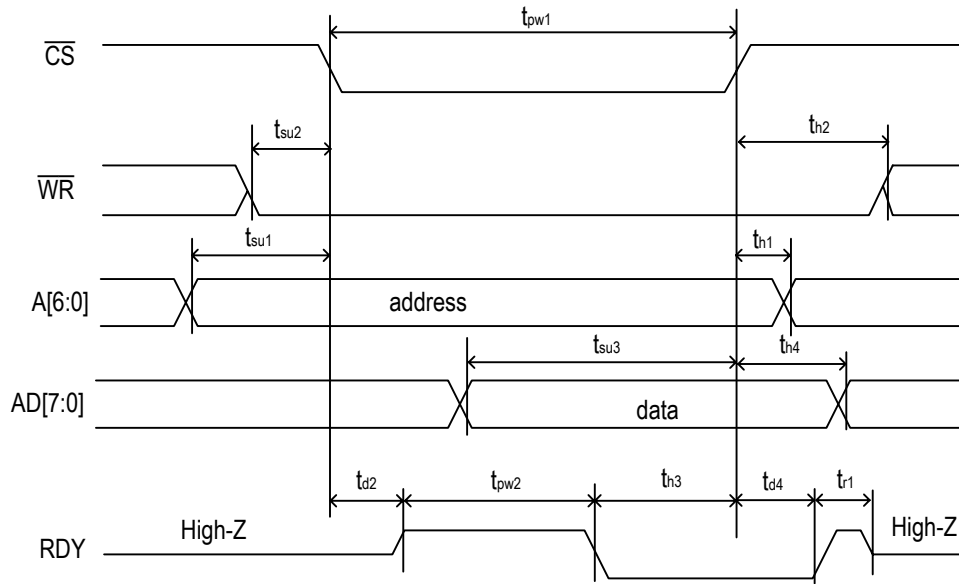 tpw1
CS
tsu2
th2
WR
tsu1
th1
A[6:0]
address
tsu3
th4
AD[7:0]
data
td2
tpw2
th3
td4
tr1
High-Z
High-Z
RDY